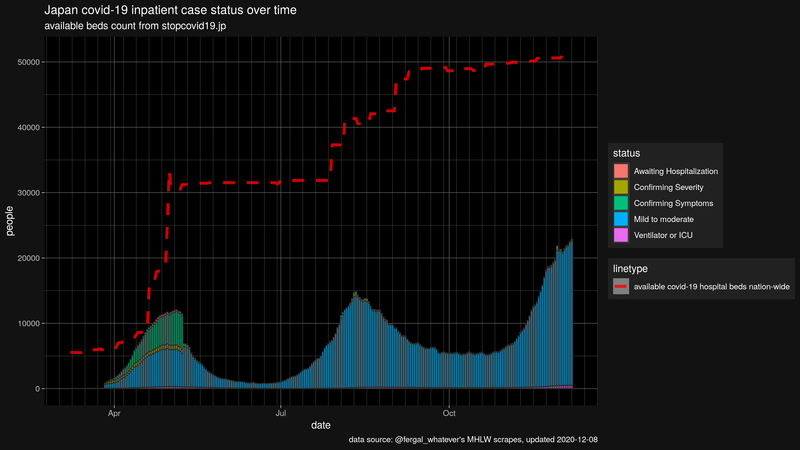 Japan covid-19 inpatient case status over time
available beds count from stopcovid19.jp
people
50000
40000
30000
20000
10000
0
Apr
Jul
Oct
date
status
Awaiting Hospitalization
Confirming Severity
Confirming Symptoms
Mild to moderate
Ventilator or ICU
linetype
available covid-19 hospital beds nation-wide
data source: @fergal_whatever's MHLW scrapes, updated 2020-12-08